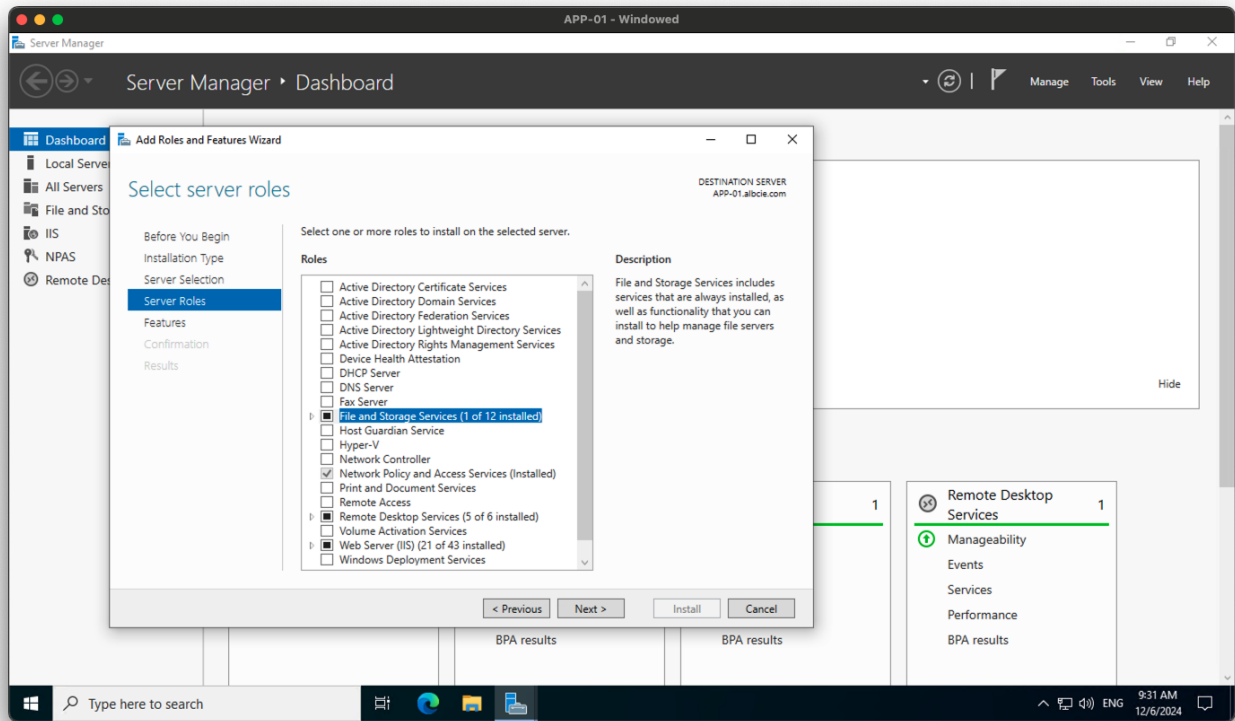 APP-01 - Windowed
Server Manager
Server Manager ‣ Dashboard
Manage Tools View Help
Dashboard
Local Server
All Servers
File and Sto
IIS
NPAS
Remote Des
Add Roles and Features Wizard
Select server roles
DESTINATION SERVER
APP-01.albcie.com
Before You Begin
Installation Type
Server Selection
Server Roles
Features
Confirmation
Results
Select one or more roles to install on the selected server.
Roles
Active Directory Certificate Services
Active Directory Domain Services
Active Directory Federation Services
Active Directory Lightweight Directory Services
Active Directory Rights Management Services
Device Health Attestation
DHCP Server
DNS Server
Fax Server
File and Storage Services (1 of 12 installed)
Host Guardian Service
Hyper-V
Network Controller
Network Policy and Access Services (Installed)
Print and Document Services
Remote Access
Remote Desktop Services (5 of 6 installed)
Volume Activation Services
Web Server (IIS) (21 of 43 installed)
Windows Deployment Services
Description
File and Storage Services includes
services that are always installed, as
well as functionality that you can
install to help manage file servers
and storage.
< Previous Next > Install Cancel
Hide
BPA results
1
BPA results
Remote Desktop
Services
1
Manageability
Events
Services
Performance
BPA results
Type here to search
ENG
9:31 AM
12/6/2024